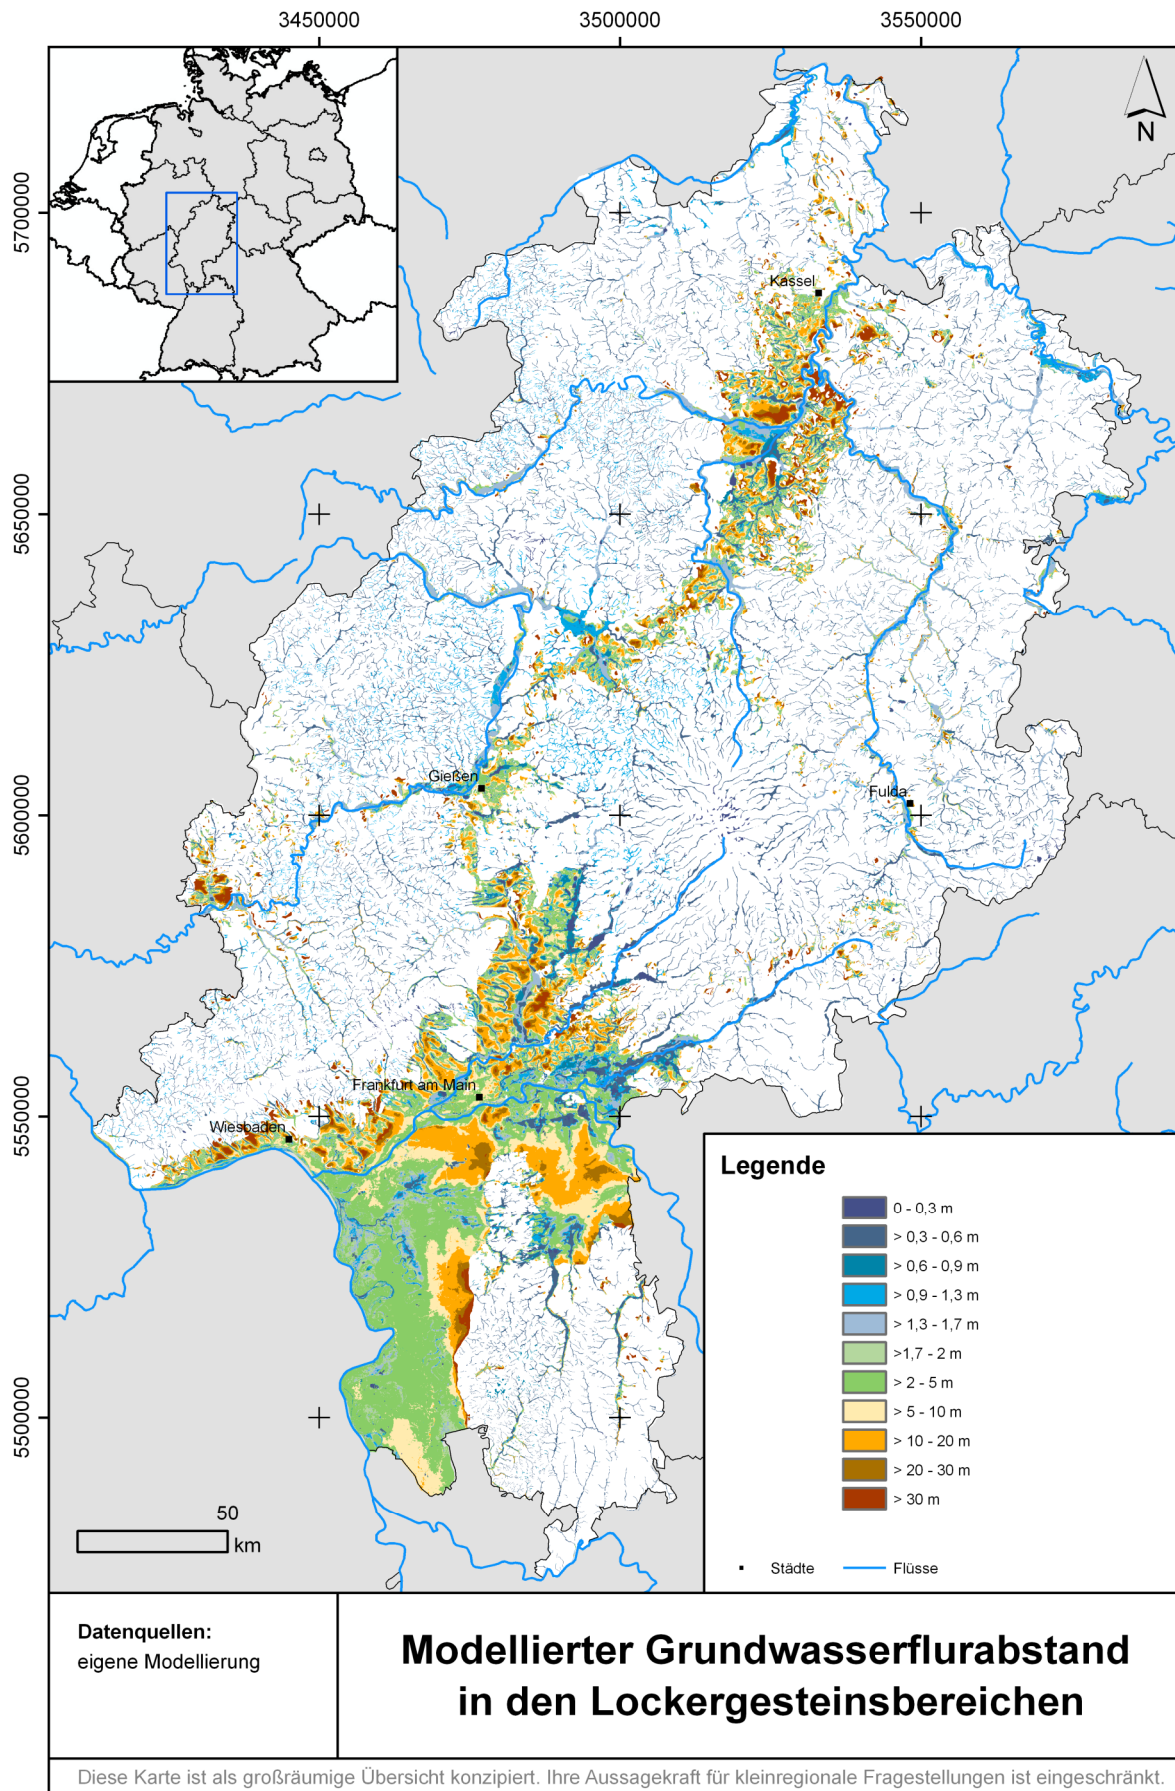 3450000
3500000
3550000
5700000
5650000
5600000
5550000
5500000
N
Kassel
Gießen
Fulda
Frankfurt am Main
Wiesbaden
Legende
0 - 0,3 m
> 0,3 - 0,6 m
> 0,6 - 0,9 m
> 0,9 - 1,3 m
> 1,3 - 1,7 m
>1,7 - 2 m
> 2 - 5 m
> 5 - 10 m
> 10 - 20 m
> 20 - 30 m
> 30 m
Städte
Flüsse
50
km
Datenquellen:
eigene Modellierung
Modellierter Grundwasserflurabstand
in den Lockergesteinsbereichen
Diese Karte ist als großräumige Übersicht konzipiert. Ihre Aussagekraft für kleinregionale Fragestellungen ist eingeschränkt.